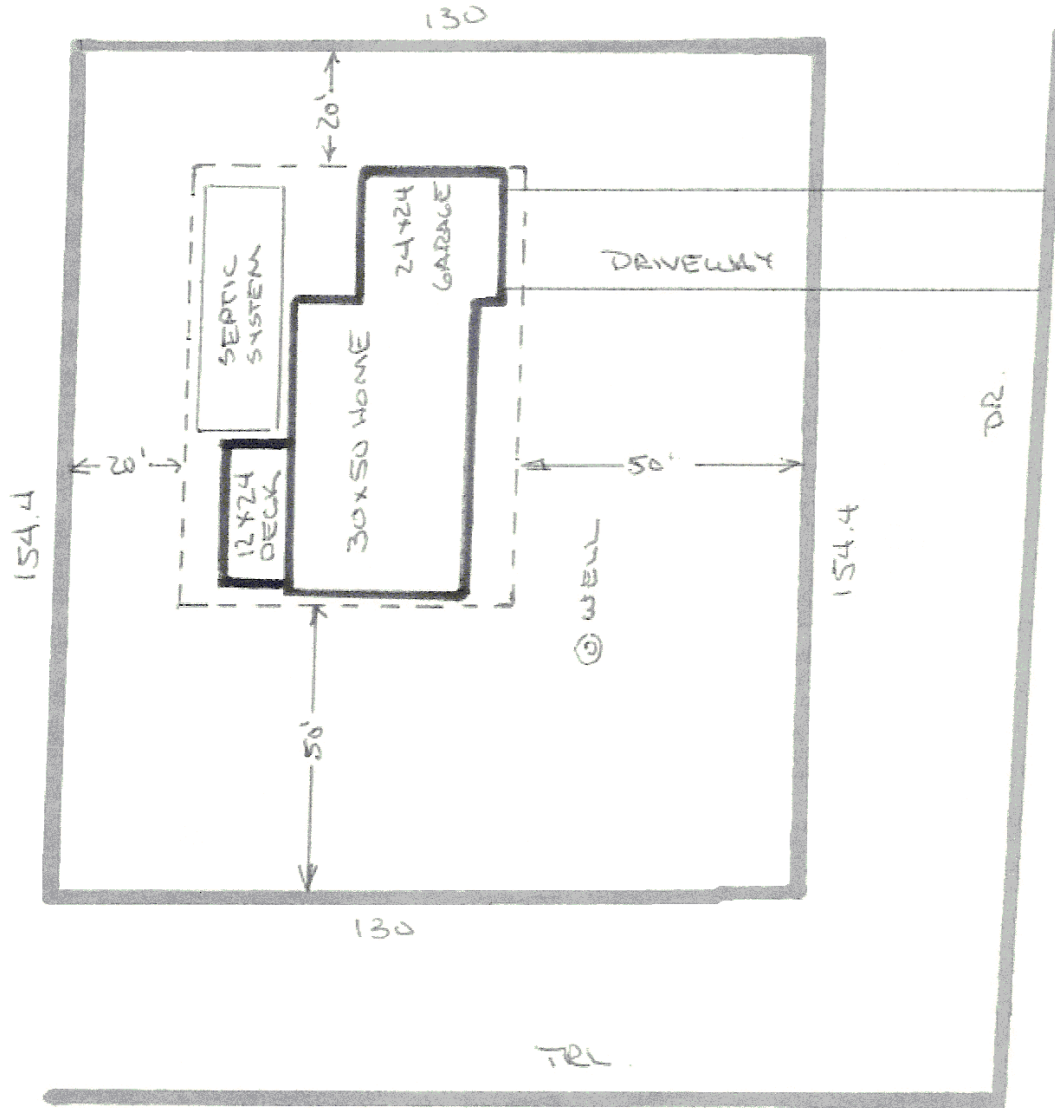 130
20'
24x24
GARAGE
SEPTIC
SYSTEM
DRIVEWAY
30x50 HOME
DR.
20'
50'
12x24
DECK
154.4
154.4
WELL
50'
130
TRL.